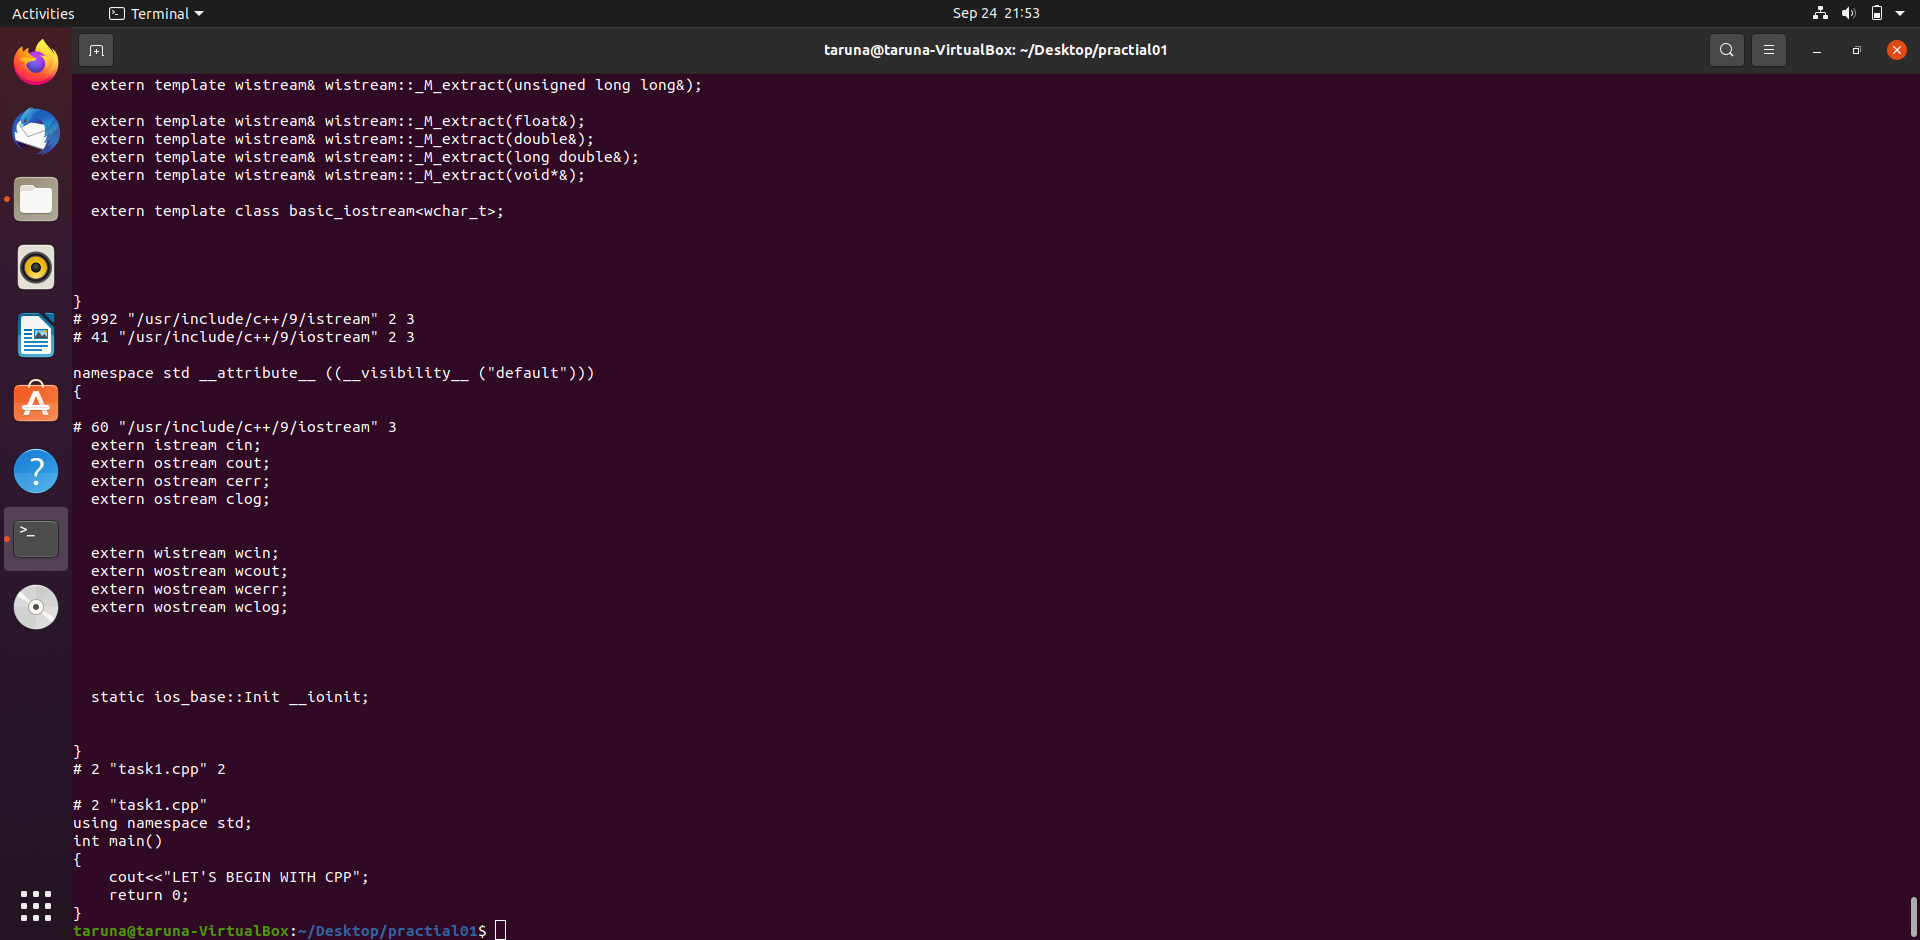 Activities
Terminal
Sep 24 21:53
taruna@taruna-VirtualBox: ~/Desktop/practial01
  extern template wistream& wistream::_M_extract(unsigned long long&);
  extern template wistream& wistream::_M_extract(float&);
  extern template wistream& wistream::_M_extract(double&);
  extern template wistream& wistream::_M_extract(long double&);
  extern template wistream& wistream::_M_extract(void*&);
  extern template class basic_iostream<wchar_t>;
}
# 992 "/usr/include/c++/9/istream" 2 3
# 41 "/usr/include/c++/9/iostream" 2 3
namespace std __attribute__ ((__visibility__ ("default")))
{
# 60 "/usr/include/c++/9/iostream" 3
  extern istream cin;
  extern ostream cout;
  extern ostream cerr;
  extern ostream clog;
  extern wistream wcin;
  extern wostream wcout;
  extern wostream wcerr;
  extern wostream wclog;
  static ios_base::Init __ioinit;
}
# 2 "task1.cpp" 2
# 2 "task1.cpp"
using namespace std;
int main()
{
    cout<<"LET'S BEGIN WITH CPP";
    return 0;
}
taruna@taruna-VirtualBox:~/Desktop/practial01$